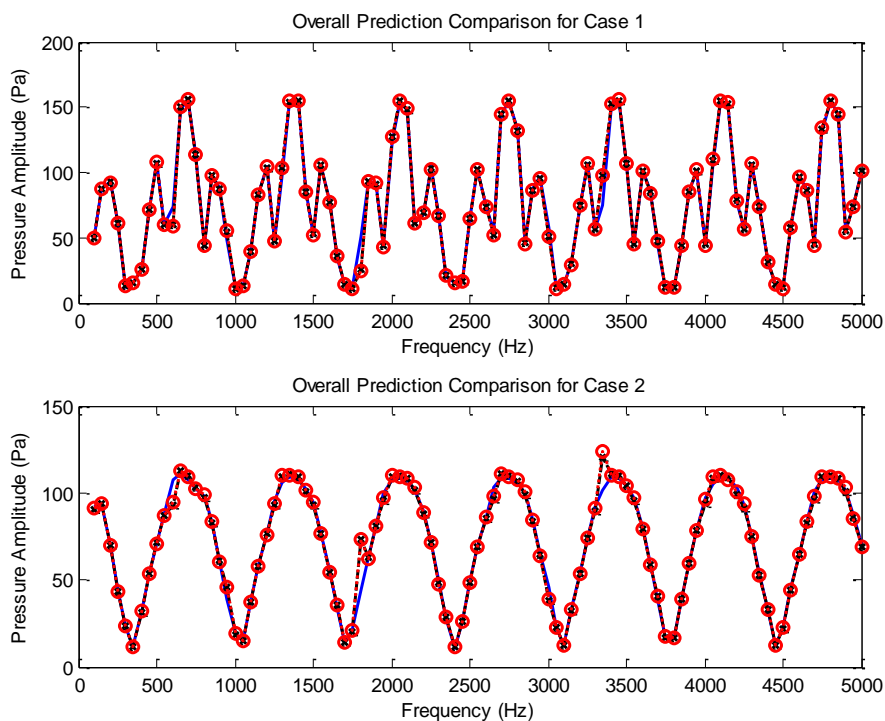 Overall Prediction Comparison for Case 1
Pressure Amplitude (Pa)
200
150
100
50
0
0 500 1000 1500 2000 2500 3000 3500 4000 4500 5000
Frequency (Hz)
Overall Prediction Comparison for Case 2
Pressure Amplitude (Pa)
150
100
50
0
0 500 1000 1500 2000 2500 3000 3500 4000 4500 5000
Frequency (Hz)